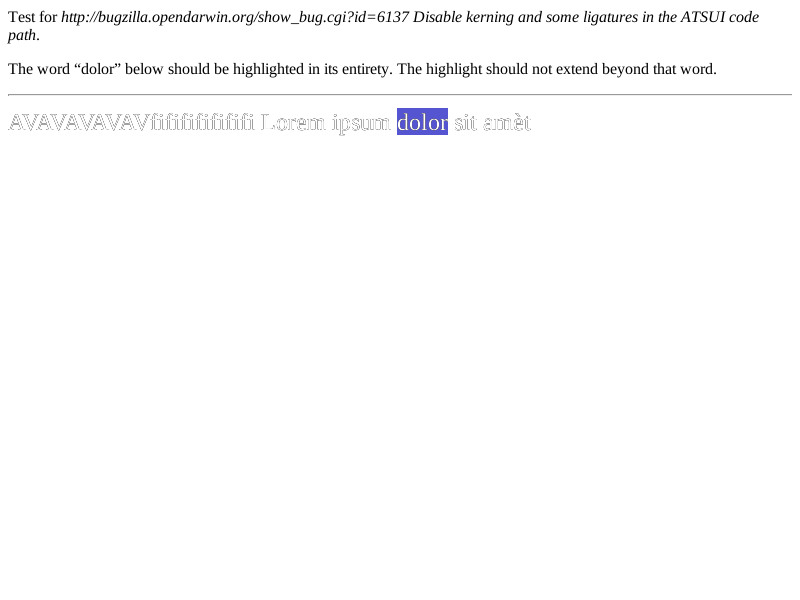 Test for http://bugzilla.opendarwin.org/show_bug.cgi?id=6137 Disable kerning and some ligatures in the ATSUI code
path.
The word “dolor” below should be highlighted in its entirety. The highlight should not extend beyond that word.
AVAVAVAVAVfifififififififi Lorem ipsum dolor sit amèt